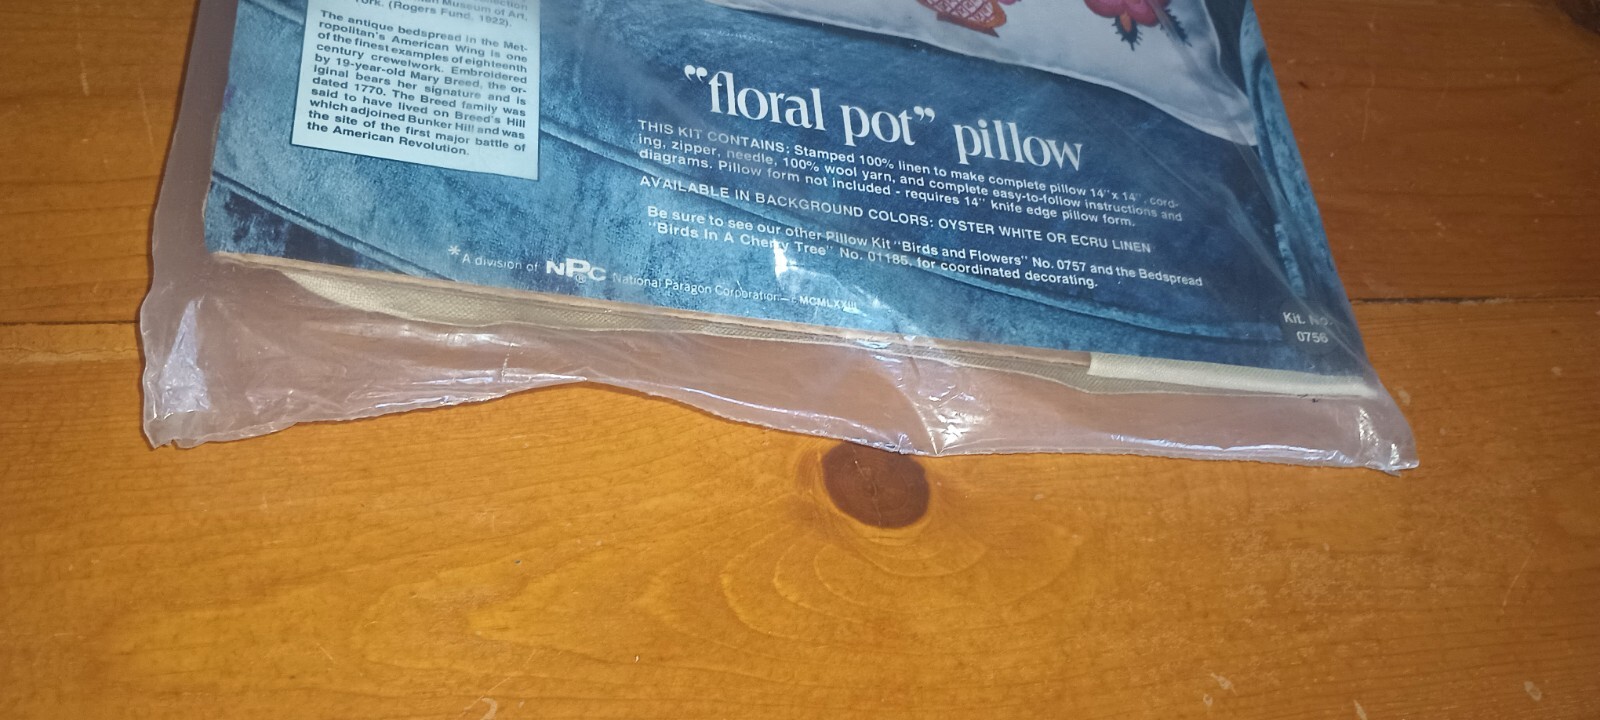 Museum of Art,
York. (Rogers Fund, 1922).
The antique bedspread in the Met-
ropolitan's American Wing is one
of the finest examples of eighteenth
century crewelwork. Embroidered
by 19-year-old Mary Breed, the or-
iginal bears her signature and is
dated 1770. The Breed family was
said to have lived on Breed's Hill
which adjoined Bunker Hill and was
the site of the first major battle of
the American Revolution.
"floral pot" pillow
THIS KIT CONTAINS: Stamped 100% linen to make complete pillow 14" x 14", cord-
ing, zipper, needle, 100% wool yarn, and complete easy-to-follow instructions and
diagrams. Pillow form not included - requires 14" knife edge pillow form.
AVAILABLE IN BACKGROUND COLORS: OYSTER WHITE OR ECRU LINEN
Be sure to see our other Pillow Kit "Birds and Flowers" No. 0757 and the Bedspread
"Birds In A Cherry Tree" No. 01185, for coordinated decorating.
*A division of NPC® National Paragon Corporation— c MCMLXXIII
Kit. No.
0756